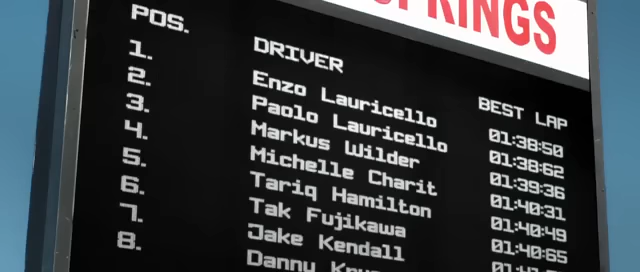 POS. DRIVER BEST LAP
1. Enzo Lauricello 01:38:50
2. Paolo Lauricello 01:38:62
3. Markus Wilder 01:39:36
4. Michelle Charit 01:40:31
5. Tariq Hamilton 01:40:49
6. Tak Fujikawa 01:40:65
7. Jake Kendall
8. Danny